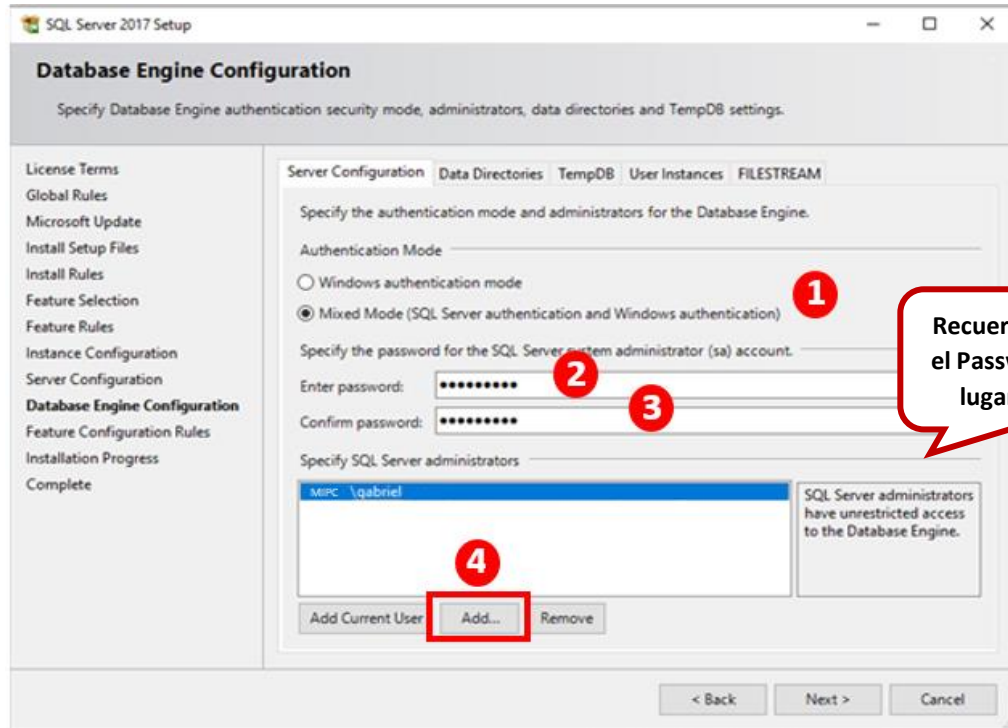 SQL Server 2017 Setup
Database Engine Configuration
Specify Database Engine authentication security mode, administrators, data directories and TempDB settings.
License Terms
Global Rules
Microsoft Update
Install Setup Files
Install Rules
Feature Selection
Feature Rules
Instance Configuration
Server Configuration
Database Engine Configuration
Feature Configuration Rules
Installation Progress
Complete
Server Configuration Data Directories TempDB User Instances FILESTREAM
Specify the authentication mode and administrators for the Database Engine.
Authentication Mode
Windows authentication mode
1
Mixed Mode (SQL Server authentication and Windows authentication)
Specify the password for the SQL Server system administrator (sa) account.
Enter password: ●●●●●●●●●
2
Confirm password: ●●●●●●●●●
3
Specify SQL Server administrators
MIPC \gabriel
SQL Server administrators
have unrestricted access
to the Database Engine.
4
Add Current User Add... Remove
< Back Next > Cancel
Recuer
el Pass
lugar